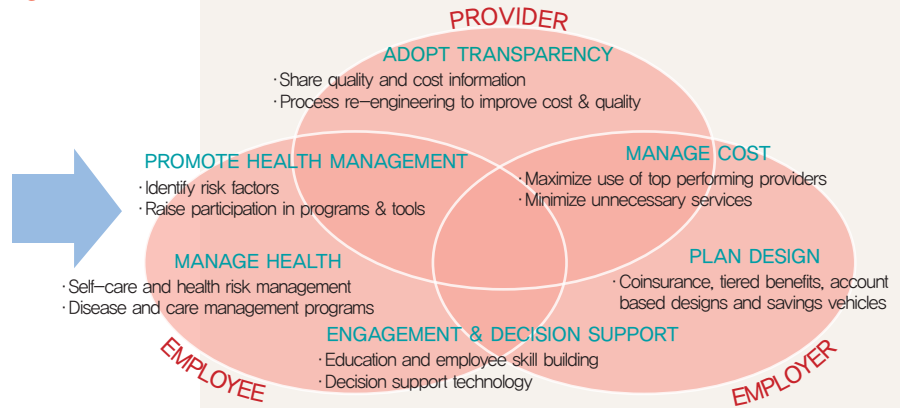 PROVIDER
ADOPT TRANSPARENCY
·Share quality and cost information
·Process re-engineering to improve cost & quality
PROMOTE HEALTH MANAGEMENT
·Identify risk factors
·Raise participation in programs & tools
MANAGE COST
·Maximize use of top performing providers
·Minimize unnecessary services
MANAGE HEALTH
·Self-care and health risk management
·Disease and care management programs
PLAN DESIGN
·Coinsurance, tiered benefits, account
based designs and savings vehicles
ENGAGEMENT & DECISION SUPPORT
·Education and employee skill building
·Decision support technology
EMPLOYEE
EMPLOYER